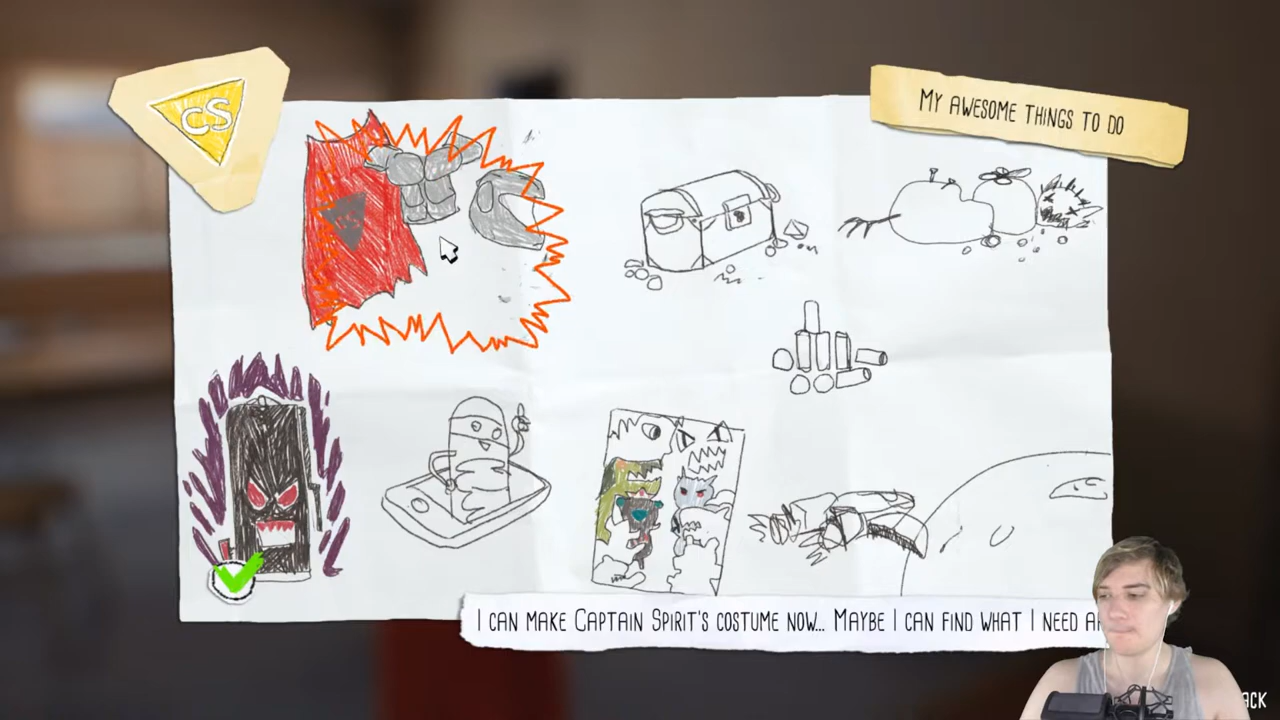 CS
MY AWESOME THINGS TO DO
I CAN MAKE CAPTAIN SPIRIT'S COSTUME NOW... MAYBE I CAN FIND WHAT I NEED